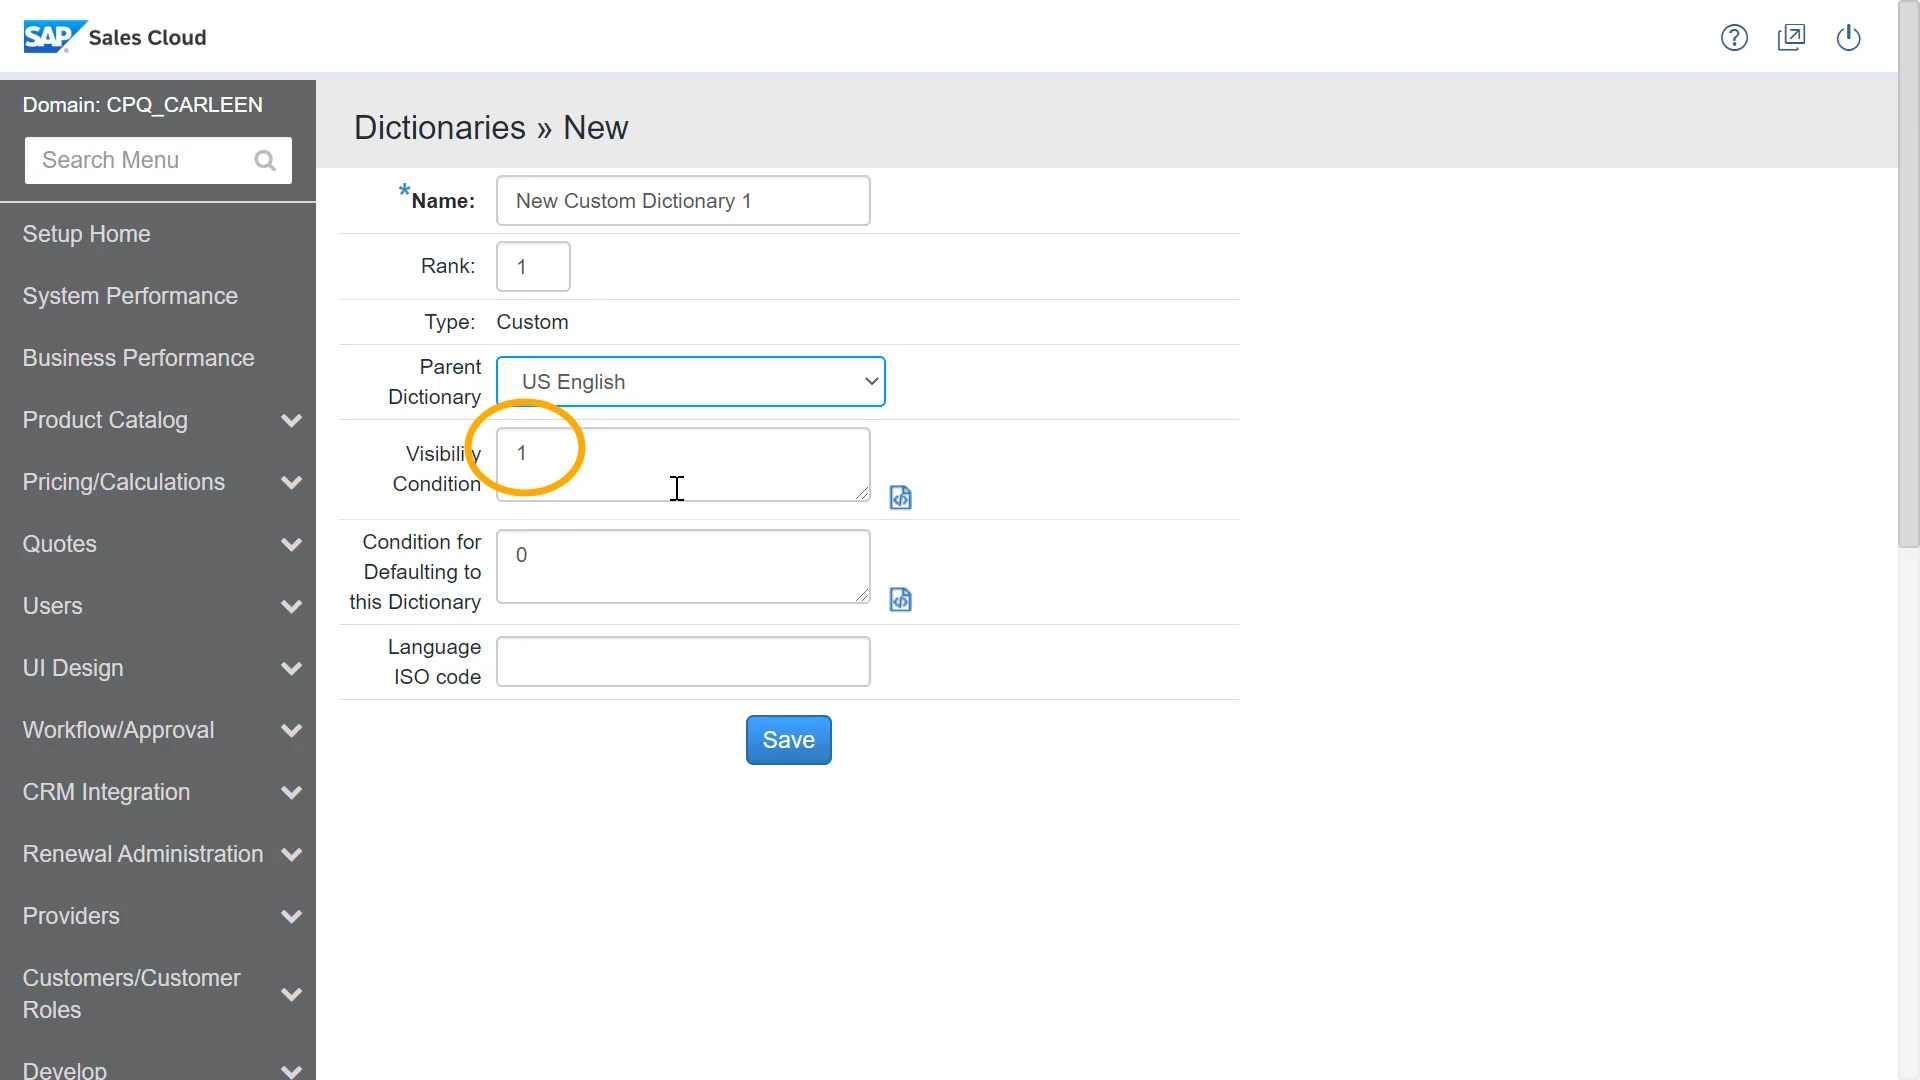 SAP Sales Cloud
Domain: CPQ_CARLEEN
Search Menu
Setup Home
System Performance
Business Performance
Product Catalog
Pricing/Calculations
Quotes
Users
UI Design
Workflow/Approval
CRM Integration
Renewal Administration
Providers
Customers/Customer
Roles
Develop
Dictionaries » New
*Name: New Custom Dictionary 1
Rank: 1
Type: Custom
Parent
Dictionary
US English
Visibility
Condition
1
Condition for
Defaulting to
this Dictionary
0
Language
ISO code
Save